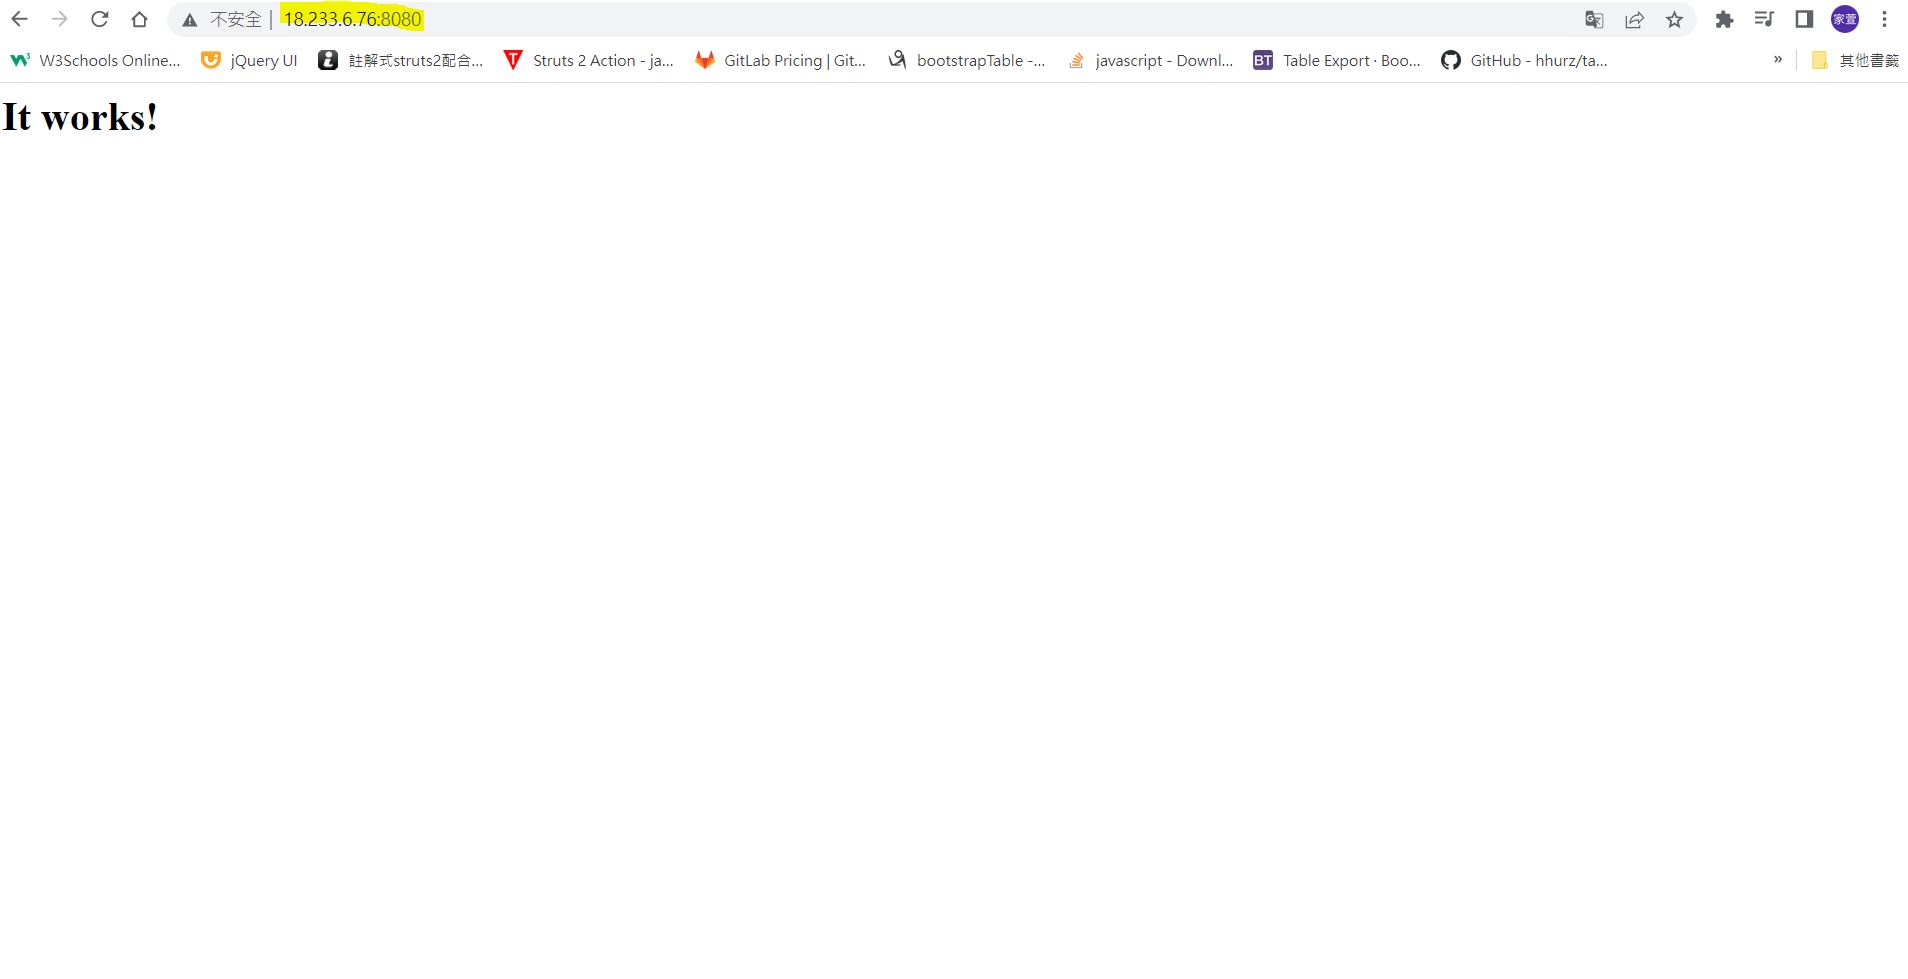 不安全 | 18.233.6.76:8080 家萱
W3Schools Online... jQuery UI 註解式struts2配合... Struts 2 Action - ja... GitLab Pricing | Git... bootstrapTable -... javascript - Downl... Table Export · Boo... GitHub - hhurz/ta... » 其他書籤
It works!